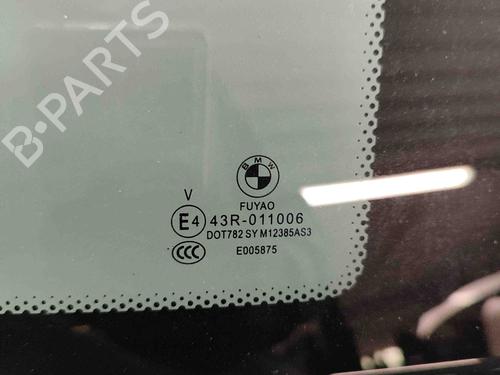 B-PARTS
BMW
FUYAO
V
E4 43R-011006
DOT782 SY M12385AS3
CCC E005875